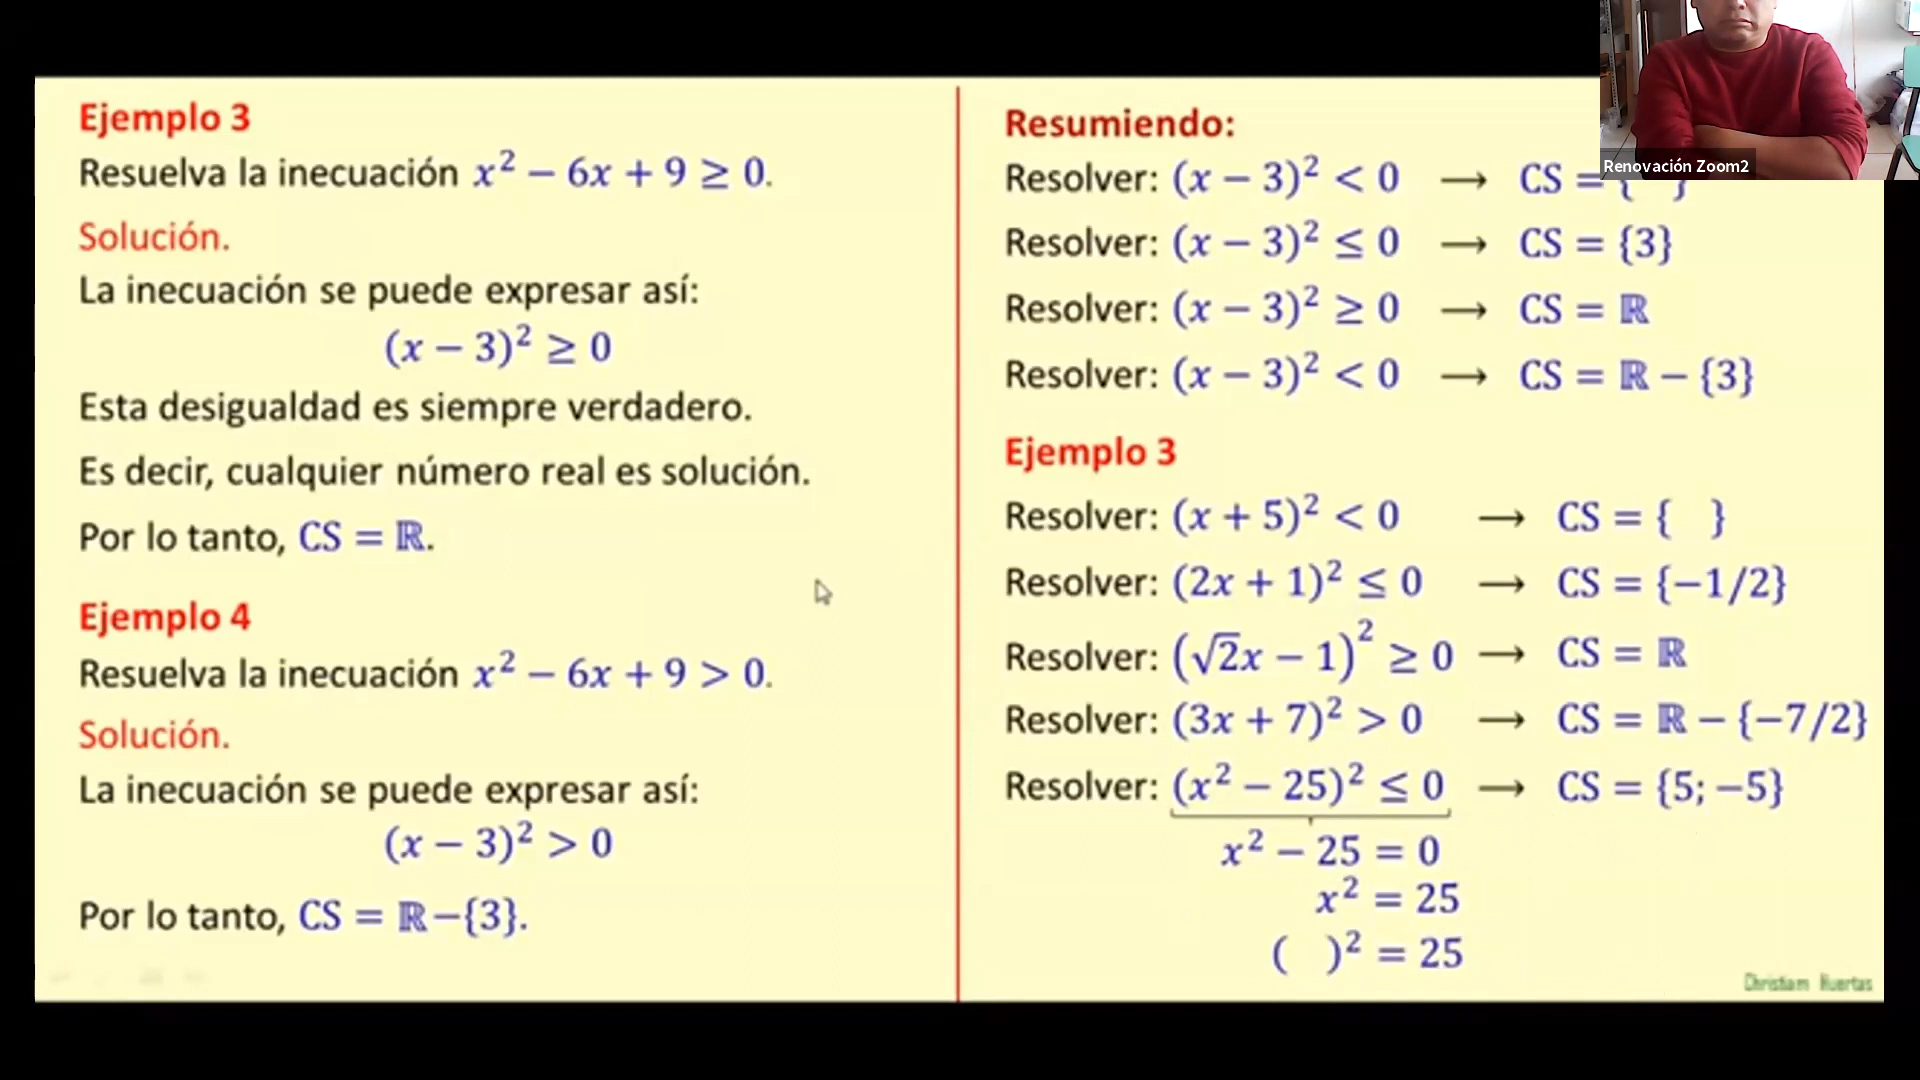 Ejemplo 3
Resuelva la inecuación x² − 6x + 9 ≥ 0.
Solución.
La inecuación se puede expresar así:
(x − 3)² ≥ 0
Esta desigualdad es siempre verdadero.
Es decir, cualquier número real es solución.
Por lo tanto, CS = ℝ.
Ejemplo 4
Resuelva la inecuación x² − 6x + 9 > 0.
Solución.
La inecuación se puede expresar así:
(x − 3)² > 0
Por lo tanto, CS = ℝ−{3}.
Resumiendo:
Resolver: (x − 3)² < 0 → CS = { }
Resolver: (x − 3)² ≤ 0 → CS = {3}
Resolver: (x − 3)² ≥ 0 → CS = ℝ
Resolver: (x − 3)² < 0 → CS = ℝ − {3}
Ejemplo 3
Resolver: (x + 5)² < 0 → CS = { }
Resolver: (2x + 1)² ≤ 0 → CS = {−1/2}
Resolver: (√2x − 1)² ≥ 0 → CS = ℝ
Resolver: (3x + 7)² > 0 → CS = ℝ − {−7/2}
Resolver: (x² − 25)² ≤ 0 → CS = {5; −5}
x² − 25 = 0
x² = 25
( )² = 25
Christiam Huertas
Renovación Zoom2